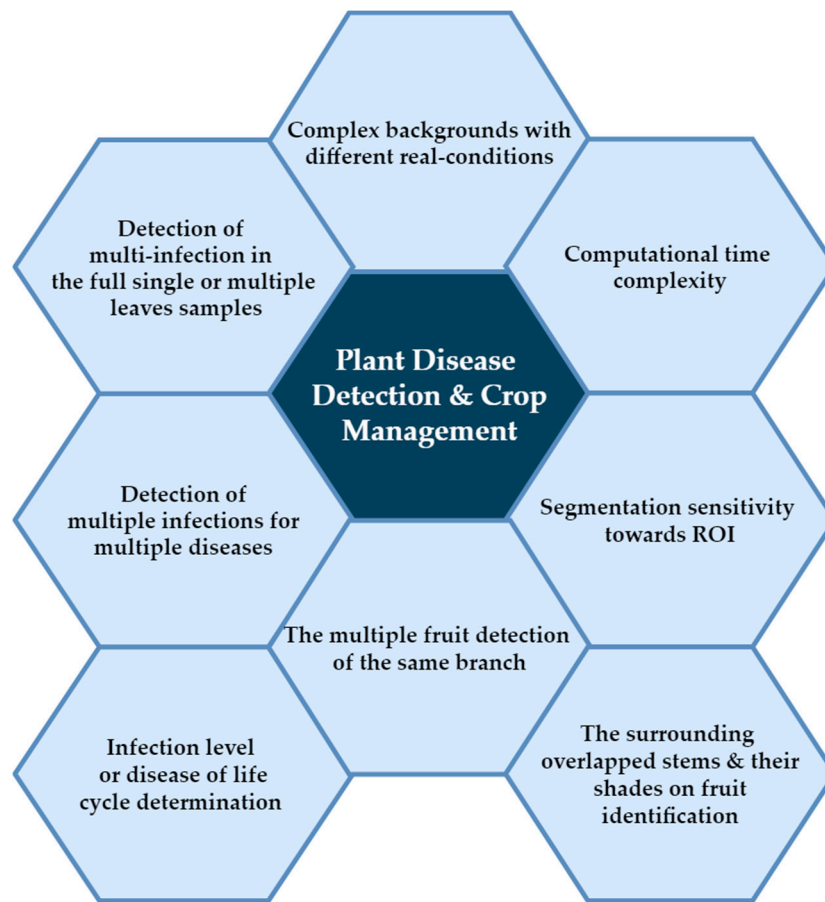 Complex backgrounds with
different real-conditions
Detection of
multi-infection in
the full single or multiple
leaves samples
Computational time
complexity
Plant Disease
Detection & Crop
Management
Detection of
multiple infections for
multiple diseases
Segmentation sensitivity
towards ROI
The multiple fruit detection
of the same branch
Infection level
or disease of life
cycle determination
The surrounding
overlapped stems & their
shades on fruit
identification